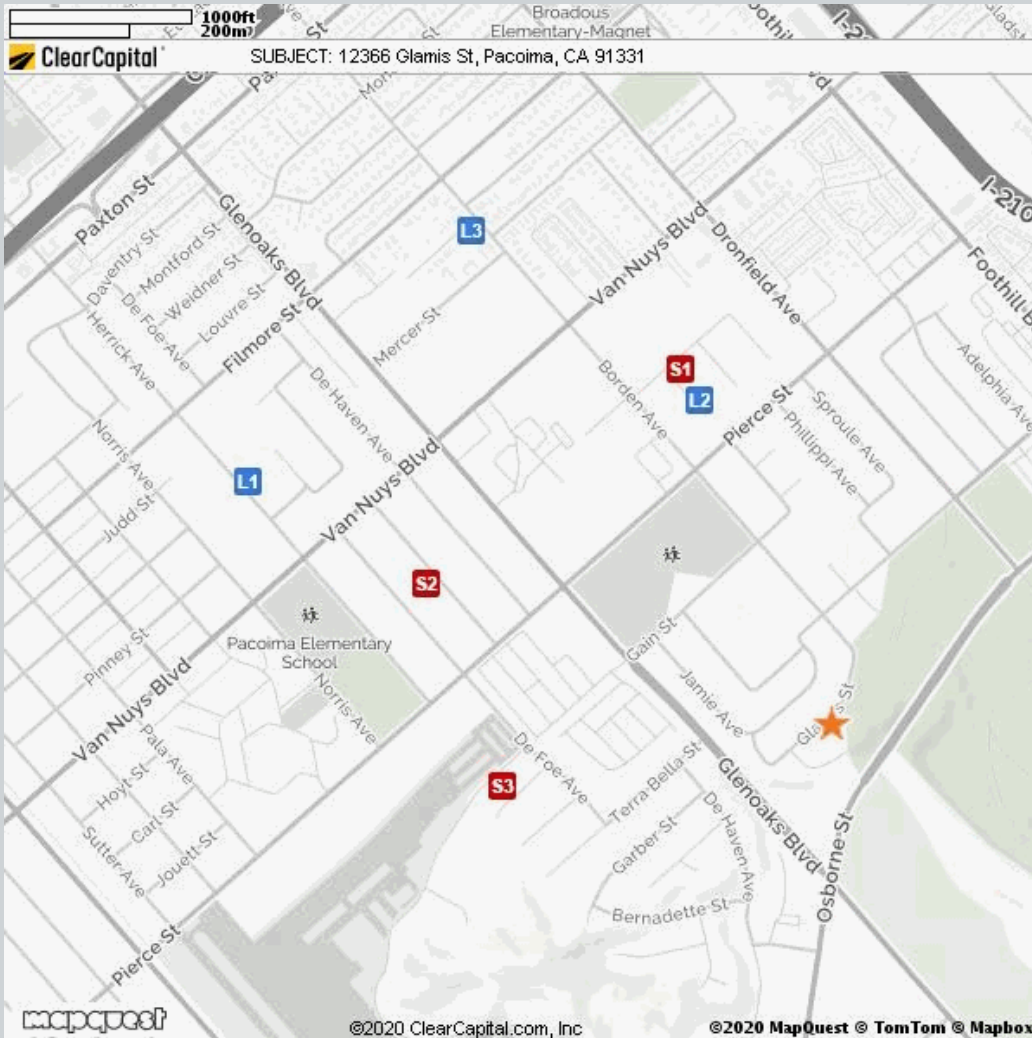 1000ft
200m
Broadous
Elementary-Magnet
ClearCapital
SUBJECT: 12366 Glamis St, Pacoima, CA 91331
I-210
Paxton St
Glenoaks Blvd
L3
Van Nuys Blvd
Dronfield Ave
Foothill
Daventry St
Montford St
De Foe Ave
Weidner St
Louvre St
Herrick Ave
Filmore St
Mercer St
De Haven Ave
Borden Ave
S1
L2
Adelphia Ave
Pierce St
Sproule Ave
Phillippi Ave
Norris Ave
Judd St
L1
Van Nuys Blvd
S2
Pacoima Elementary
School
Pinney St
Norris Ave
Gain St
Jamie Ave
Van Nuys Blvd
Pala Ave
Hoyt St
Carl St
Sutter Ave
Jouett St
De Foe Ave
S3
Terra Bella St
Garber St
De Haven Ave
Glenoaks Blvd
Osborne St
Bernadette St
Pierce St
mapquest
©2020 ClearCapital.com, Inc
©2020 MapQuest © TomTom © Mapbox